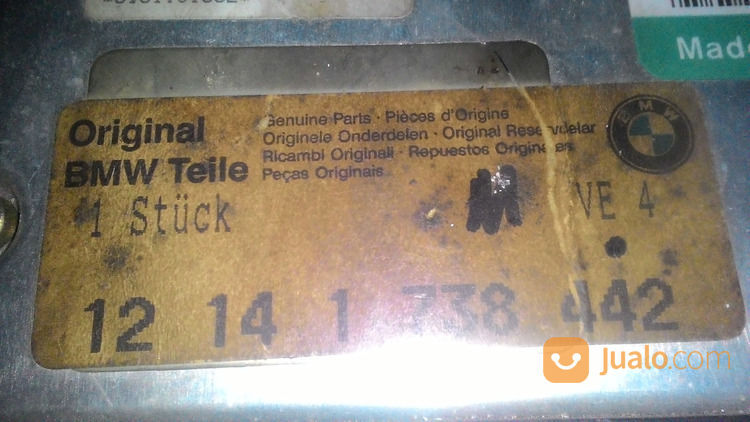 Made
Original
BMW Teile
Genuine Parts · Pièces d'Origine
Originele Onderdelen · Original Reservdelar
Ricambi Originali · Repuestos Originales
Peças Originais
BMW
1 Stück
VE 4
12 14 1 738 442
jualo.com